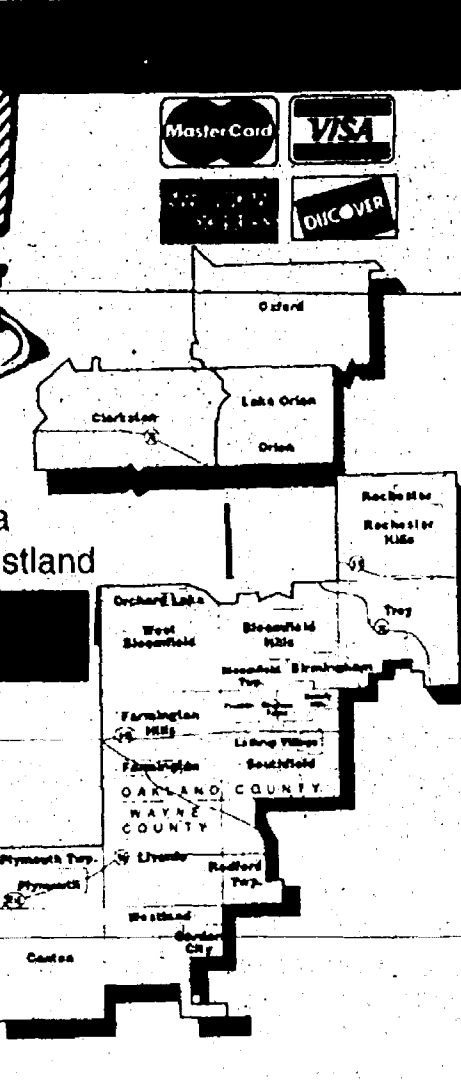 MasterCard
VISA
DISCOVER
Oxford
Lake Orion
Clarkston
Orion
Rochester
a
Rochester
Hills
stland
Orchard Lake
Troy
West
Bloomfield
Bloomfield
Hills
Bloomfield
Twp.
Birmingham
Farmington
Hills
Lathrup Village
Farmington
Southfield
OAKLAND COUNTY
WAYNE
COUNTY
Plymouth Twp.
Livonia
Plymouth
Redford
Twp.
Westland
Garden
City
Canton